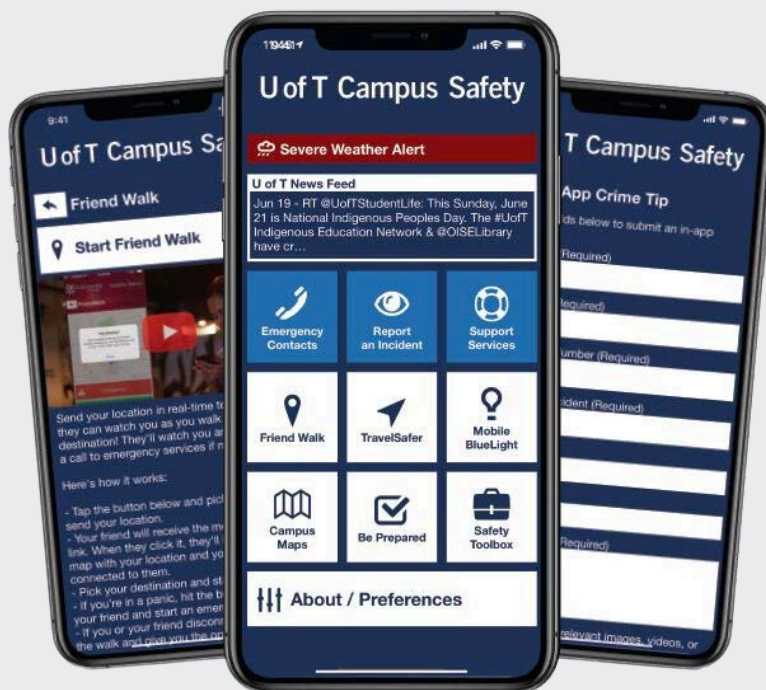 9:41
U of T Campus Sa
Friend Walk
Start Friend Walk
Send your location in real-time to
they can watch you as you walk
destination! They'll watch you ar
a call to emergency services if n
Here's how it works:
- Tap the button below and pick
send your location.
- Your friend will receive the me
link. When they click it, they'll
map with your location and yo
connected to them.
- Pick your destination and sta
- If you're in a panic, hit the b
your friend and start an emer
- If you or your friend disconn
the walk and give you the op
U of T Campus Safety
Severe Weather Alert
U of T News Feed
Jun 19 - RT @UofTStudentLife: This Sunday, June
21 is National Indigenous Peoples Day. The #UofT
Indigenous Education Network & @OISELibrary
have cr...
Emergency
Contacts
Report
an Incident
Support
Services
Friend Walk
TravelSafer
Mobile
BlueLight
Campus
Maps
Be Prepared
Safety
Toolbox
About / Preferences
T Campus Safety
App Crime Tip
lds below to submit an in-app
Required)
equired)
umber (Required)
cident (Required)
Required)
relevant images, videos, or